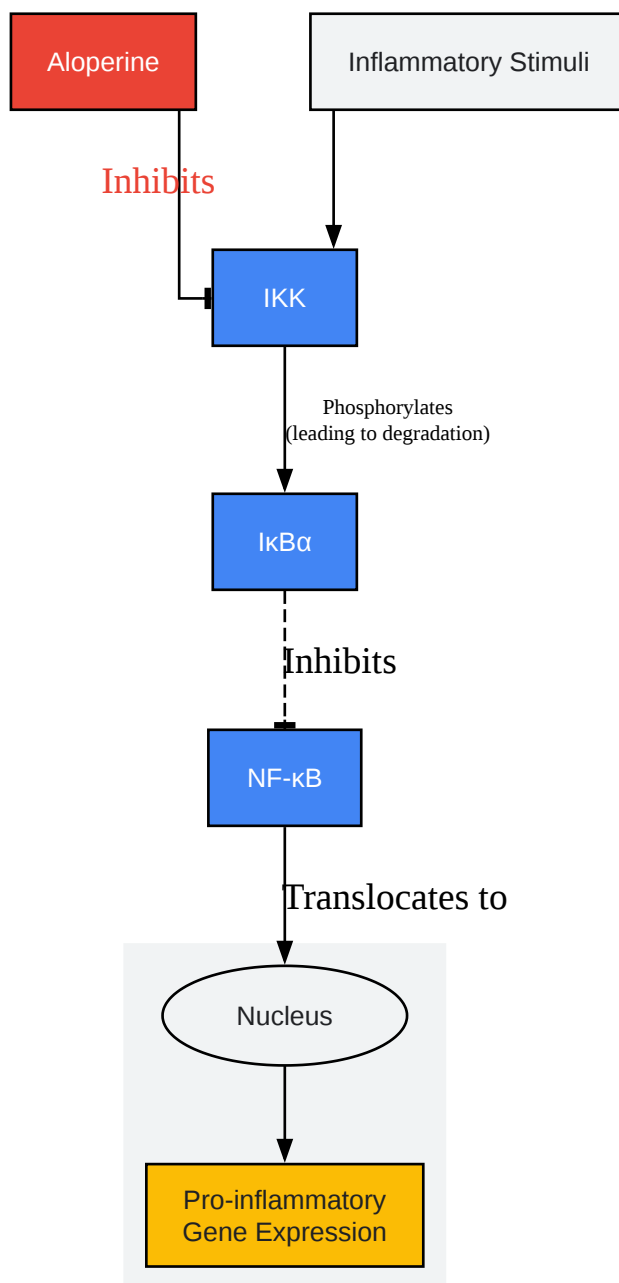 Aloperine
Inflammatory Stimuli
Inhibits
IKK
Phosphorylates
(leading to degradation)
IκBα
Inhibits
NF-κB
Translocates to
Nucleus
Pro-inflammatory
Gene Expression